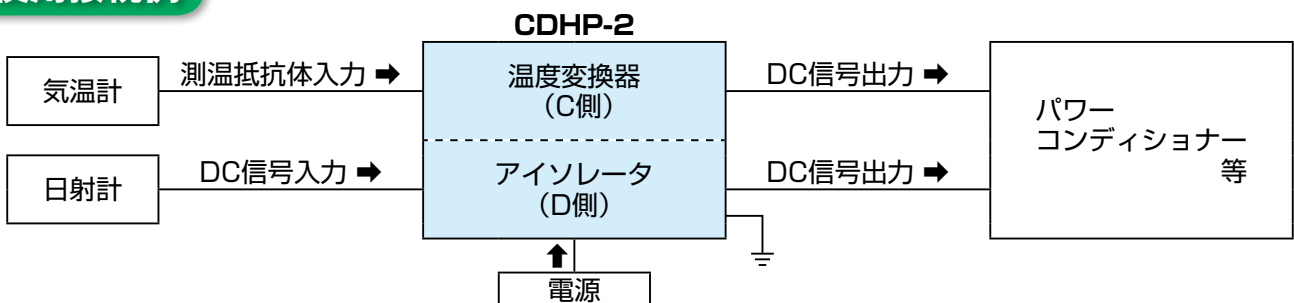 CDHP-2
気温計
測温抵抗体入力 ➡
温度変換器
（C側）
DC信号出力 ➡
パワー
コンディショナー
等
日射計
DC信号入力 ➡
アイソレータ
（D側）
DC信号出力 ➡
電源